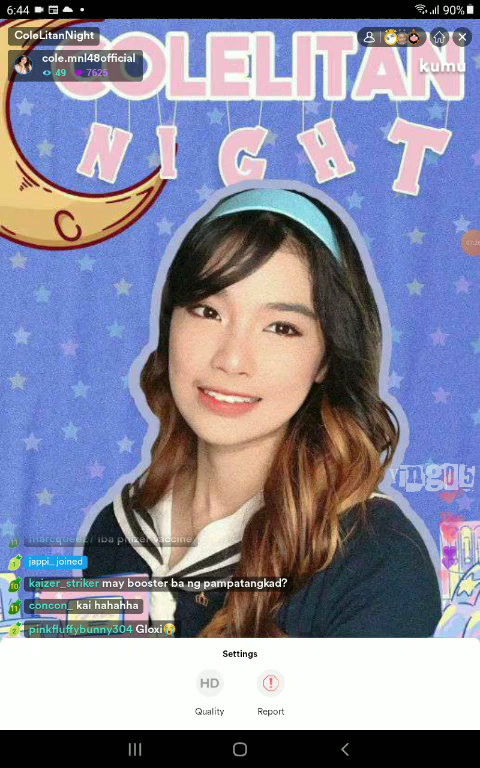 6:44
90%
ColeLitanNight
cole.mnl48official
49 7625
kumu
COLELITAN
NIGHT
jappi_ joined
kaizer_striker may booster ba ng pampatangkad?
concon_ kai hahahha
pinkfluffybunny304 Gloxi😭
Settings
HD
Quality
Report